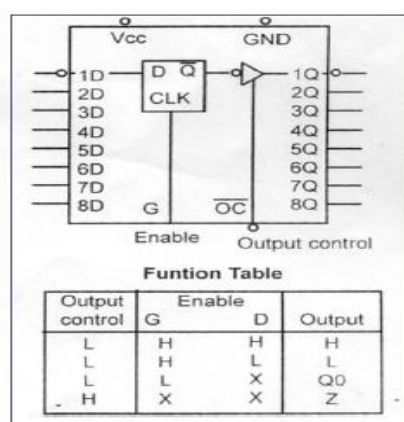 Vcc GND
1D D Q̅ 1Q
2D CLK 2Q
3D 3Q
4D 4Q
5D 5Q
6D 6Q
7D 7Q
8D G O̅C̅ 8Q
Enable Output control
Funtion Table
Output Enable
control G D Output
L H H H
L H L L
L L X Q0
H X X Z